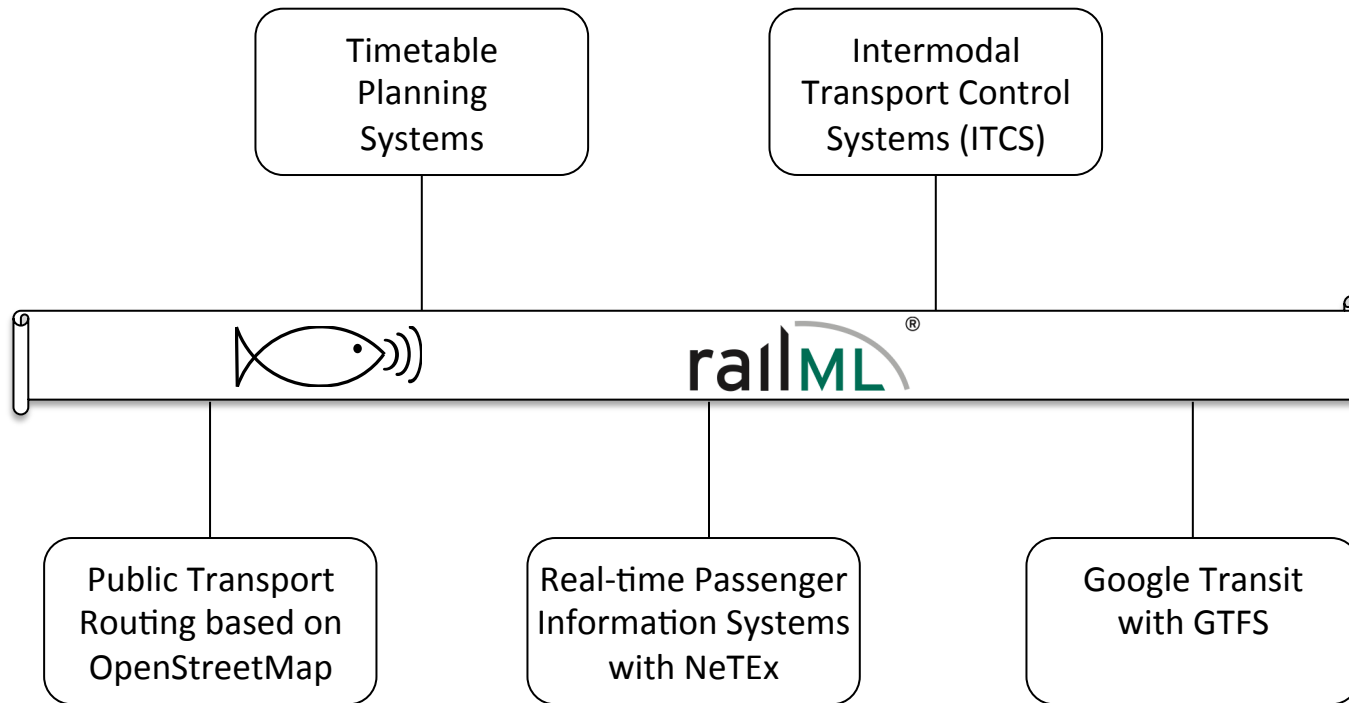 Timetable
Planning
Systems
Intermodal
Transport Control
Systems (ITCS)
railML®
Public Transport
Routing based on
OpenStreetMap
Real-time Passenger
Information Systems
with NeTEx
Google Transit
with GTFS